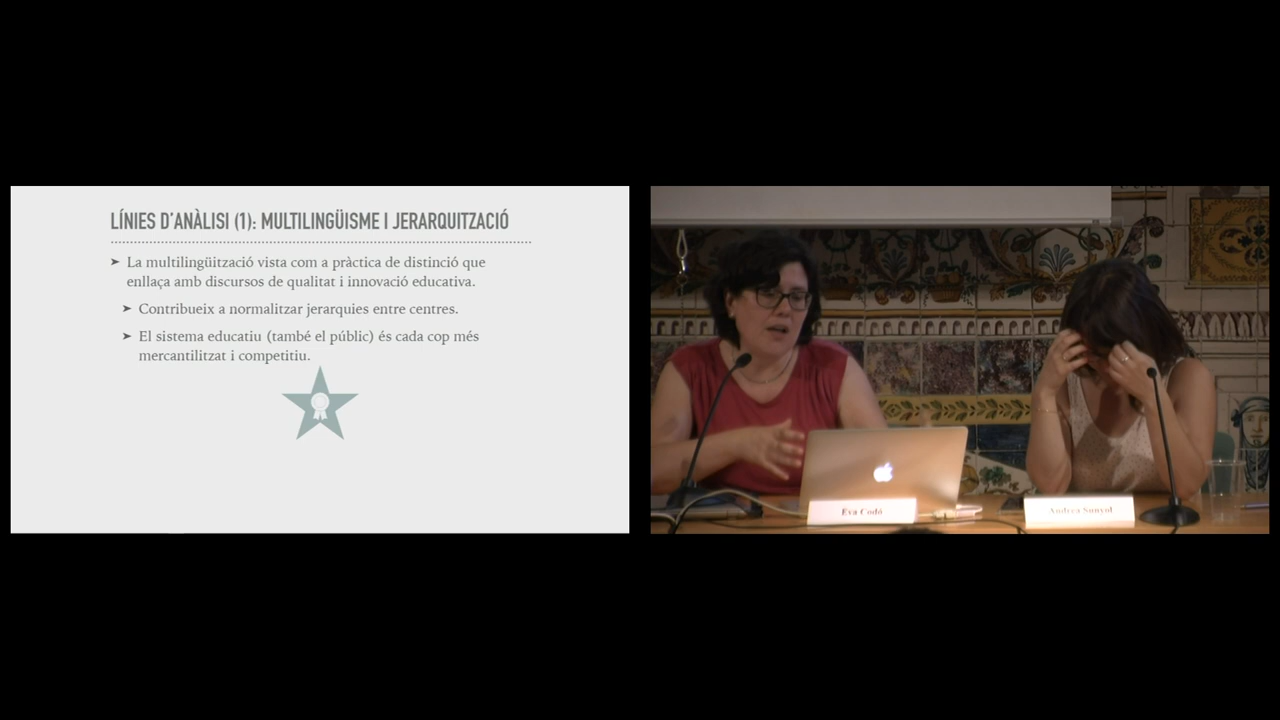 LÍNIES D'ANÀLISI (1): MULTILINGÜISME I JERARQUITZACIÓ
➤ La multilingüització vista com a pràctica de distinció que
enllaça amb discursos de qualitat i innovació educativa.
➤ Contribueix a normalitzar jerarquies entre centres.
➤ El sistema educatiu (també el públic) és cada cop més
mercantilitzat i competitiu.
Eva Codó
Andrea Sunyol